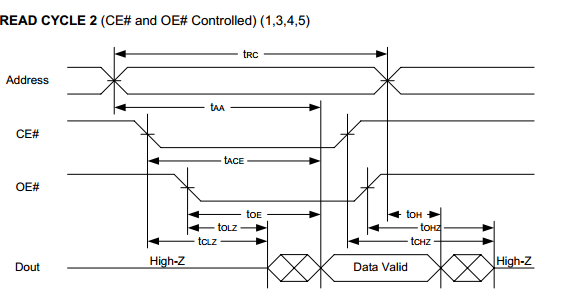 READ CYCLE 2 (CE# and OE# Controlled) (1,3,4,5)
tRC
Address
tAA
CE#
tACE
OE#
tOE tOH
tOLZ tOHZ
tCLZ tCHZ
High-Z High-Z
Dout Data Valid